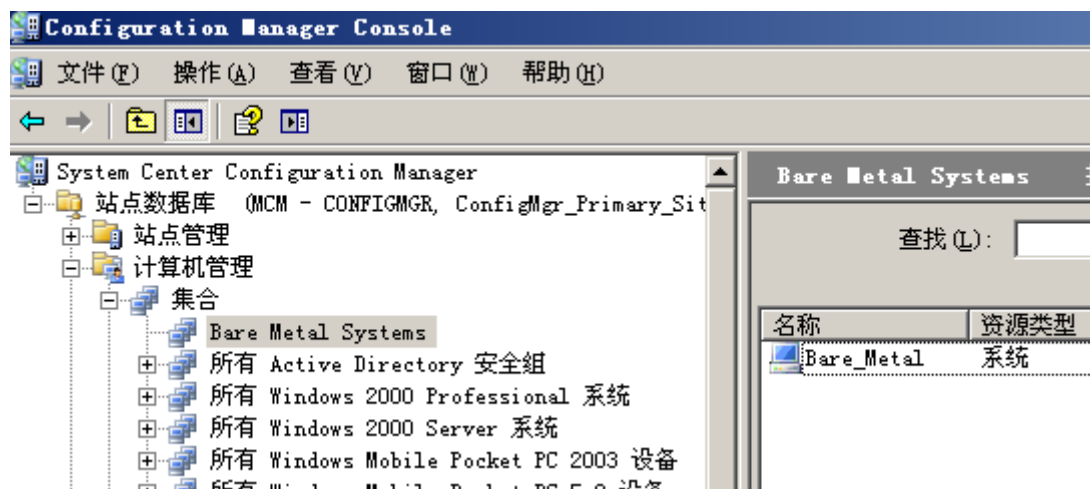 Configuration Manager Console
文件(F) 操作(A) 查看(V) 窗口(W) 帮助(H)
System Center Configuration Manager
站点数据库 (MCM - CONFIGMGR, ConfigMgr_Primary_Sit
站点管理
计算机管理
集合
Bare Metal Systems
所有 Active Directory 安全组
所有 Windows 2000 Professional 系统
所有 Windows 2000 Server 系统
所有 Windows Mobile Pocket PC 2003 设备
Bare Metal Systems
查找(L):
名称 资源类型
Bare_Metal 系统